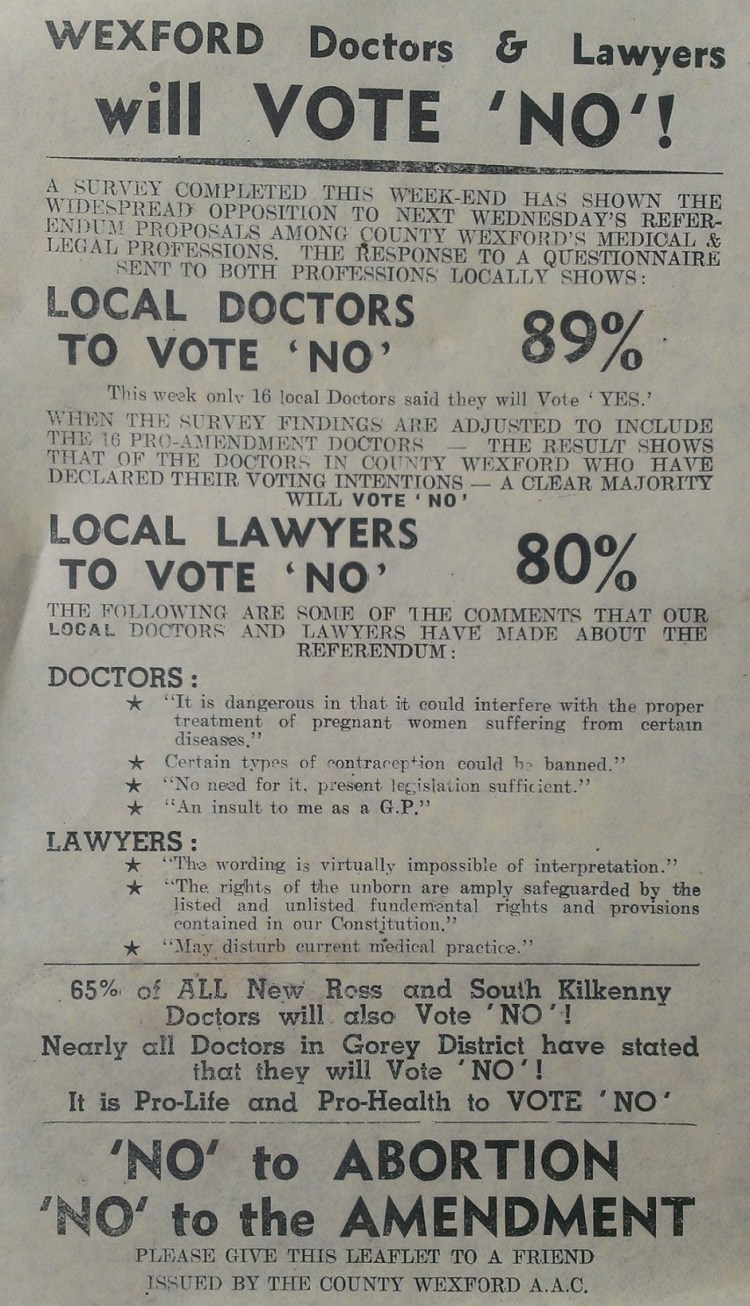 WEXFORD Doctors & Lawyers
will VOTE 'NO'!
A SURVEY COMPLETED THIS WEEK-END HAS SHOWN THE
WIDESPREAD OPPOSITION TO NEXT WEDNESDAY'S REFER-
ENDUM PROPOSALS AMONG COUNTY WEXFORD'S MEDICAL &
LEGAL PROFESSIONS. THE RESPONSE TO A QUESTIONNAIRE
SENT TO BOTH PROFESSIONS LOCALLY SHOWS:
LOCAL DOCTORS
TO VOTE 'NO' 89%
This week only 16 local Doctors said they will Vote 'YES.'
WHEN THE SURVEY FINDINGS ARE ADJUSTED TO INCLUDE
THE 16 PRO-AMENDMENT DOCTORS — THE RESULT SHOWS
THAT OF THE DOCTORS IN COUNTY WEXFORD WHO HAVE
DECLARED THEIR VOTING INTENTIONS — A CLEAR MAJORITY
WILL VOTE 'NO'
LOCAL LAWYERS
TO VOTE 'NO' 80%
THE FOLLOWING ARE SOME OF THE COMMENTS THAT OUR
LOCAL DOCTORS AND LAWYERS HAVE MADE ABOUT THE
REFERENDUM:
DOCTORS:
★ "It is dangerous in that it could interfere with the proper
treatment of pregnant women suffering from certain
diseases."
★ Certain types of contraception could be banned."
★ "No need for it, present legislation sufficient."
★ "An insult to me as a G.P."
LAWYERS:
★ "The wording is virtually impossible of interpretation."
★ "The rights of the unborn are amply safeguarded by the
listed and unlisted fundemental rights and provisions
contained in our Constitution."
★ "May disturb current medical practice."
65% of ALL New Ross and South Kilkenny
Doctors will also Vote 'NO'!
Nearly all Doctors in Gorey District have stated
that they will Vote 'NO'!
It is Pro-Life and Pro-Health to VOTE 'NO'
'NO' to ABORTION
'NO' to the AMENDMENT
PLEASE GIVE THIS LEAFLET TO A FRIEND
ISSUED BY THE COUNTY WEXFORD A.A.C.